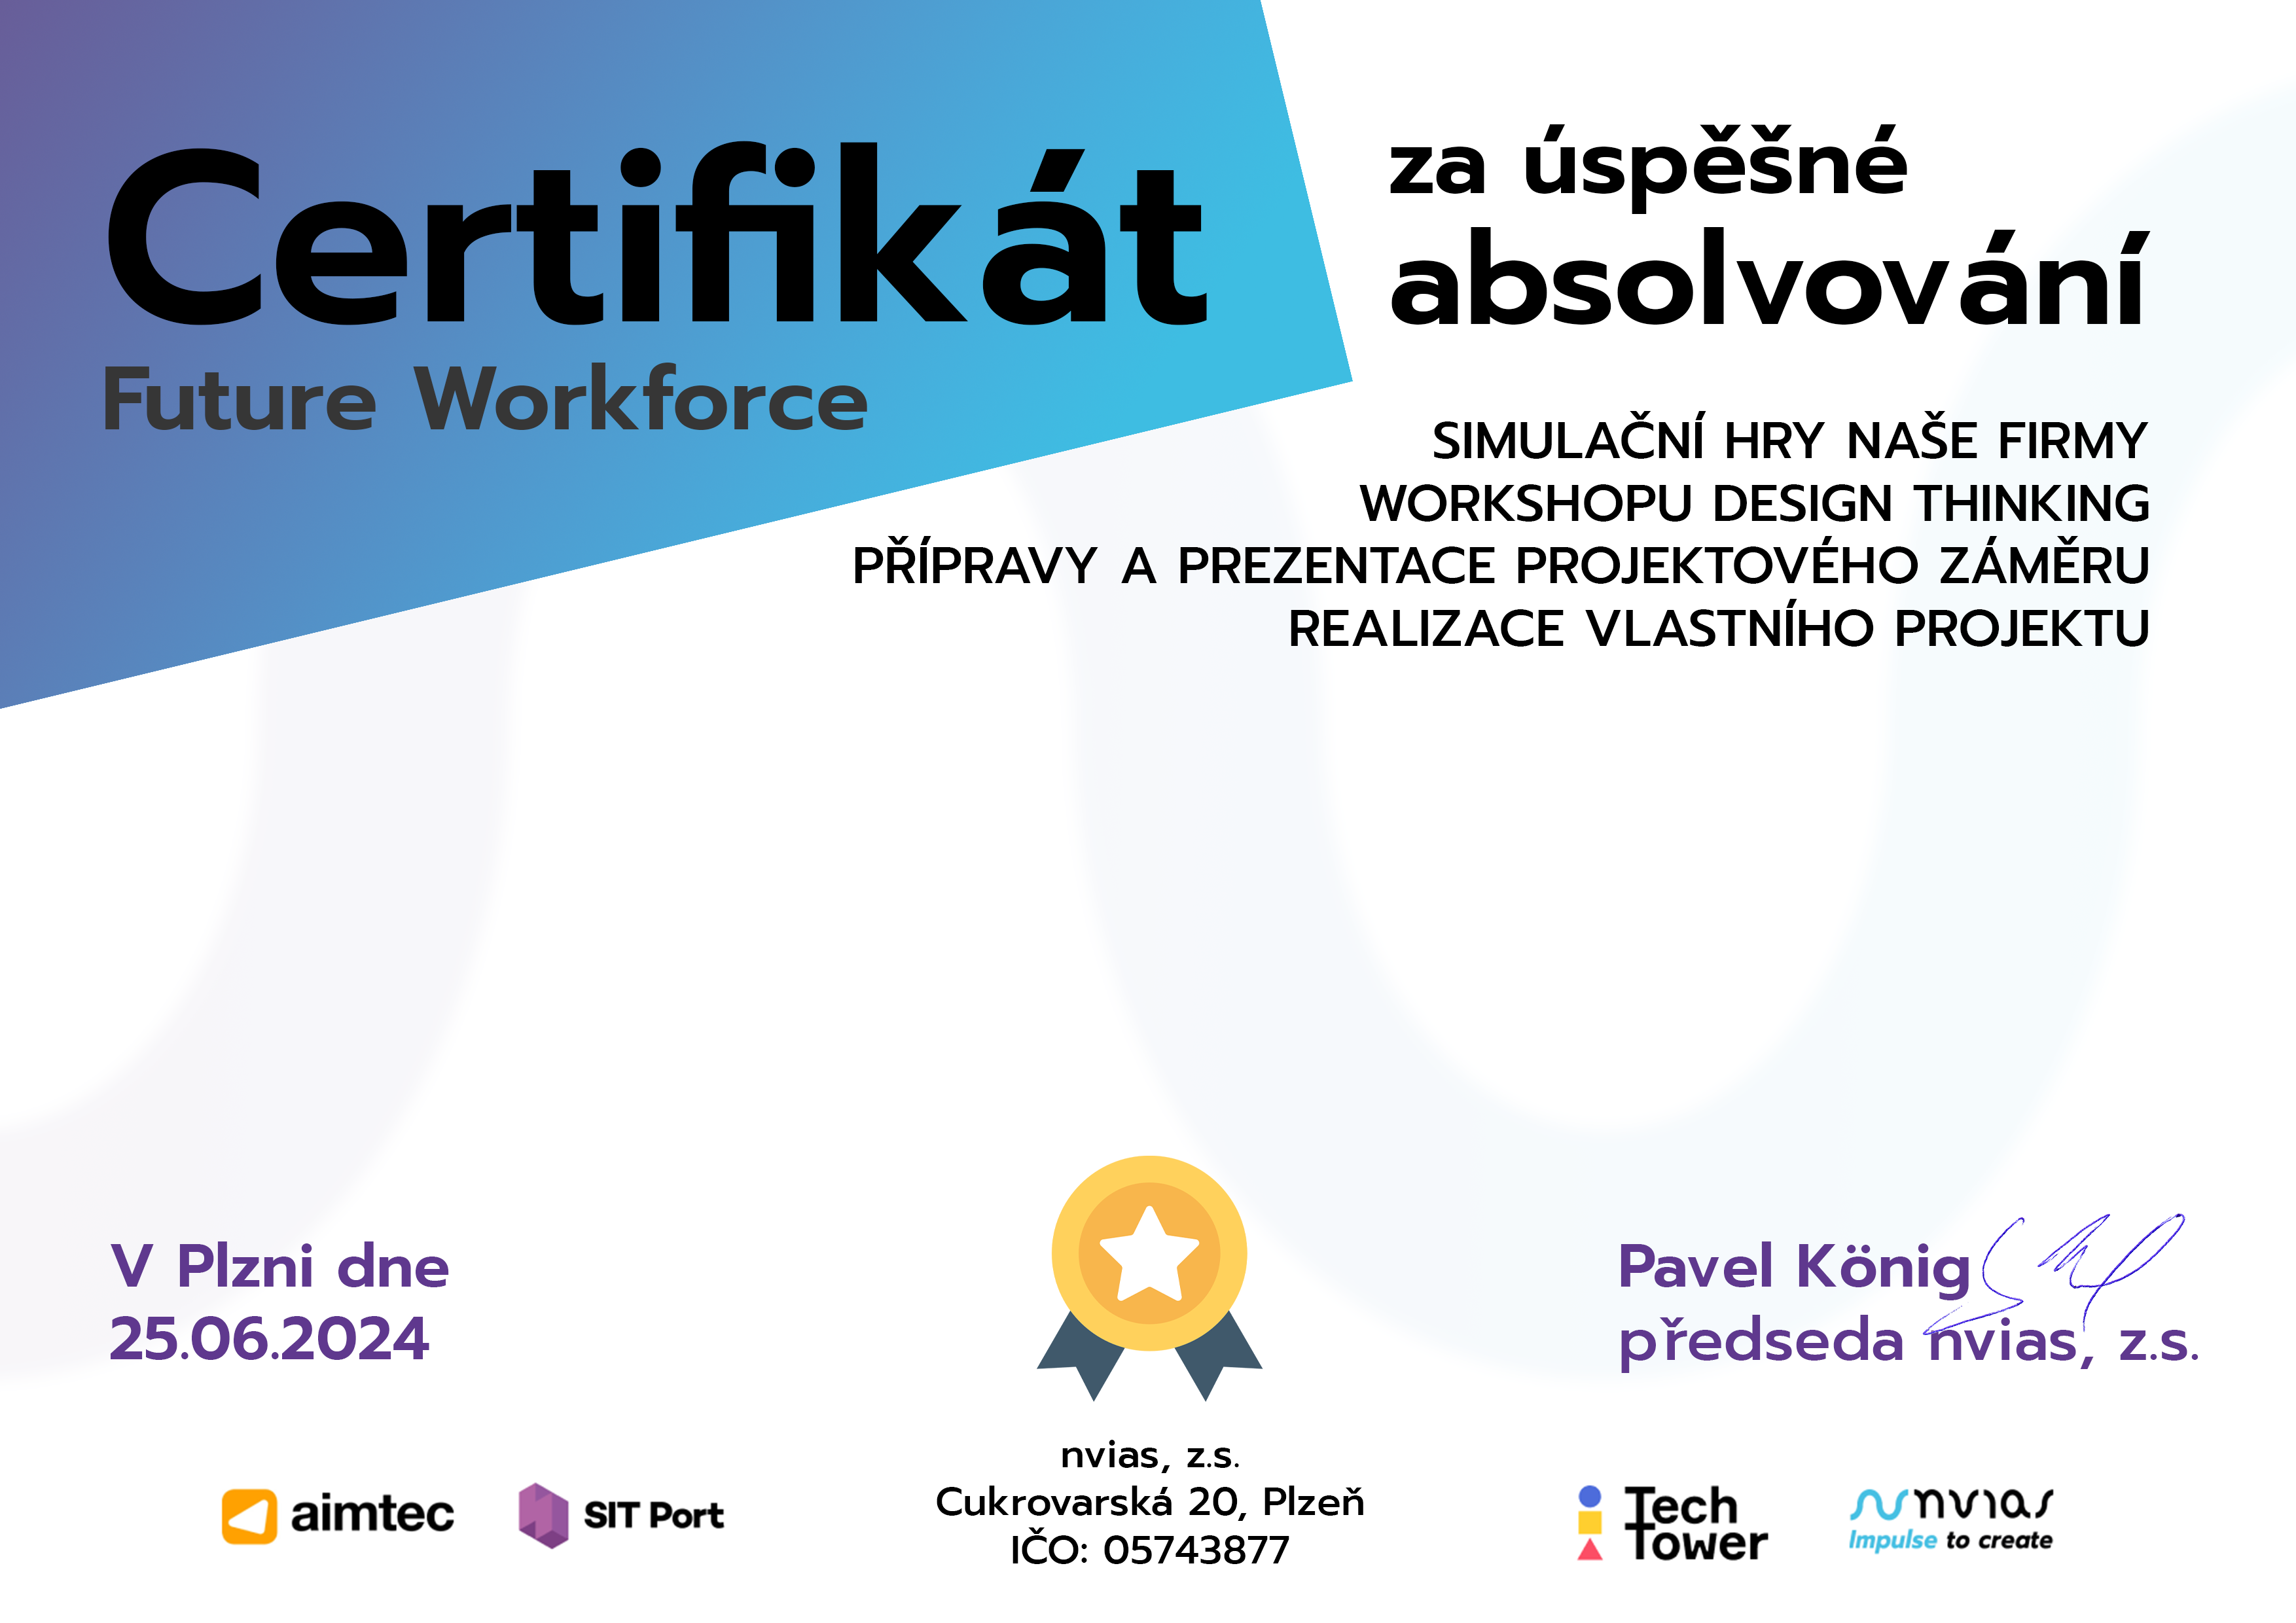 Certifikát
Future Workforce
za úspěšné
absolvování
SIMULAČNÍ HRY NAŠE FIRMY
WORKSHOPU DESIGN THINKING
PŘÍPRAVY A PREZENTACE PROJEKTOVÉHO ZÁMĚRU
REALIZACE VLASTNÍHO PROJEKTU
V Plzni dne
25.06.2024
Pavel König
předseda nvias, z.s.
nvias, z.s.
Cukrovarská 20, Plzeň
IČO: 05743877
aimtec
SIT Port
Tech
Tower
nvias
Impulse to create